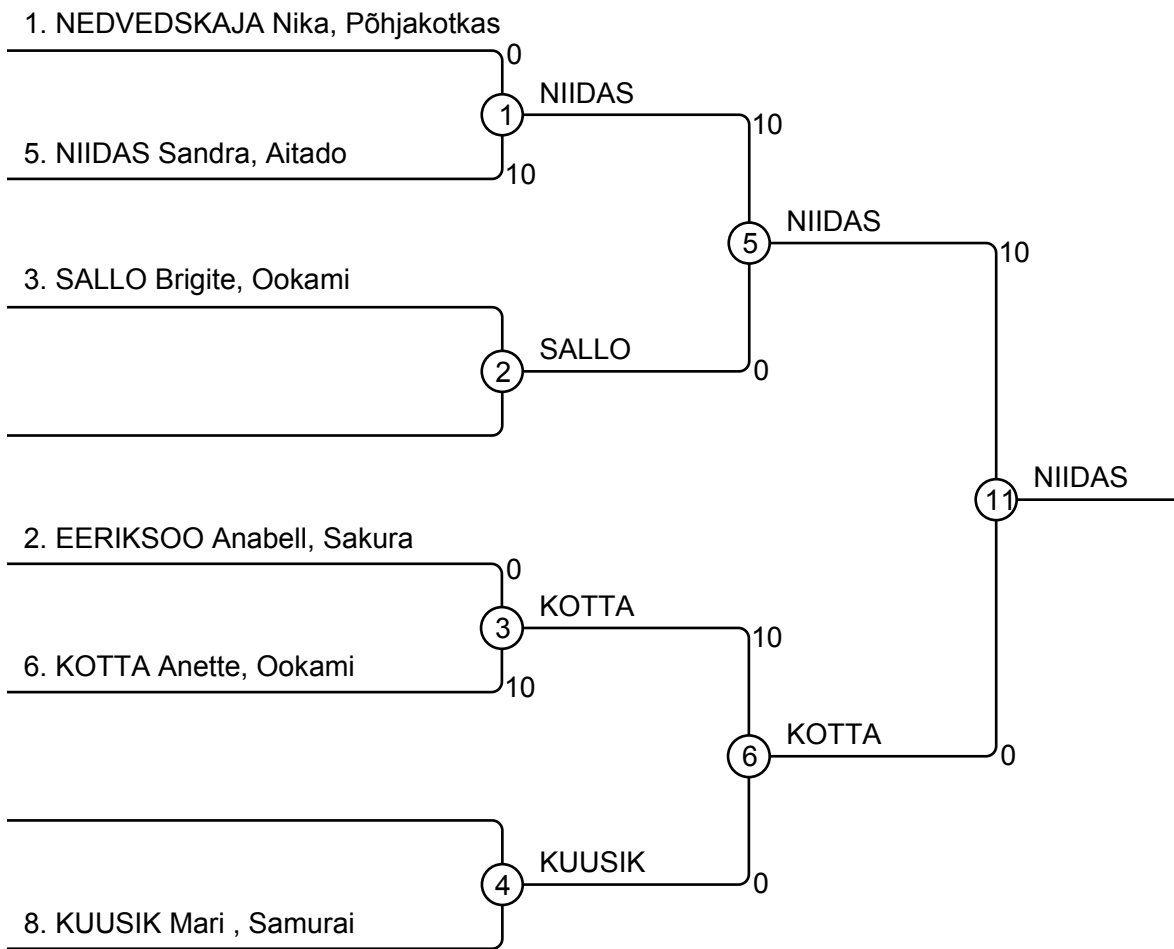 1. NEDVEDSKAJA Nika, Põhjakotkas
0
NIIDAS
1
10
5. NIIDAS Sandra, Aitado
10
NIIDAS
5
10
3. SALLO Brigite, Ookami
SALLO
2
0
NIIDAS
11
2. EERIKSOO Anabell, Sakura
0
KOTTA
3
10
6. KOTTA Anette, Ookami
10
KOTTA
6
0
KUUSIK
4
0
8. KUUSIK Mari , Samurai